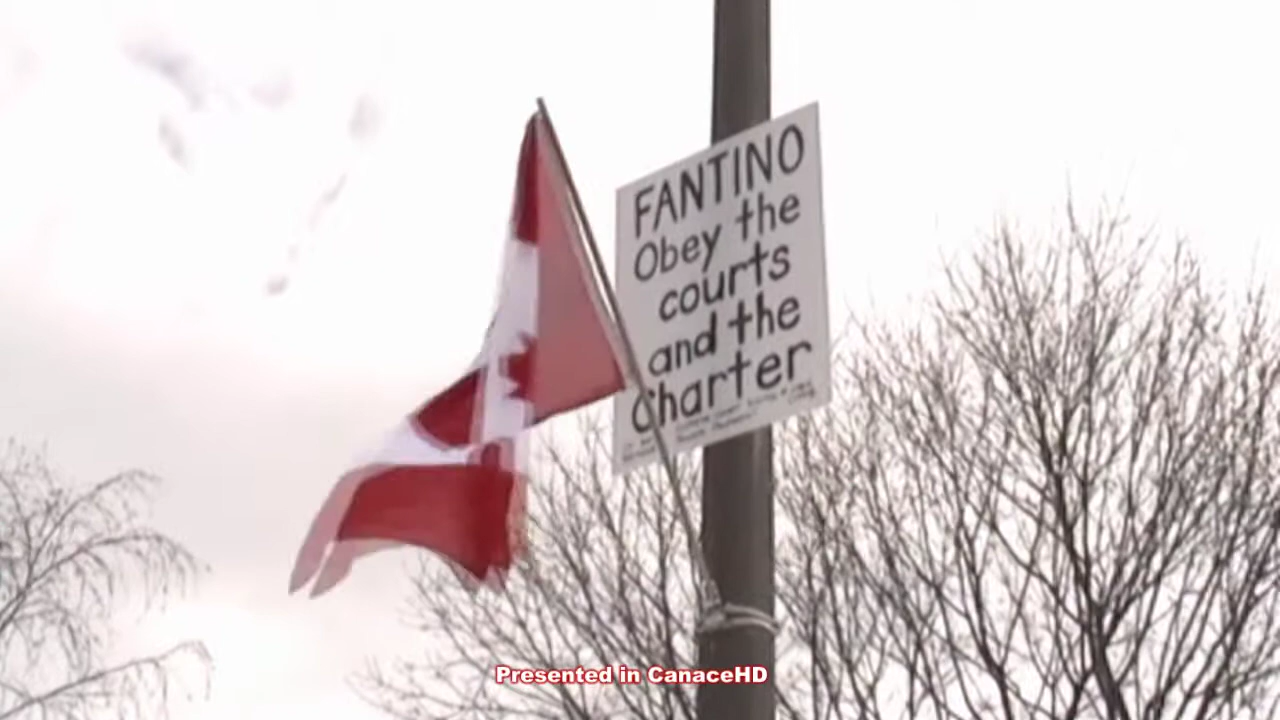 FANTINO
Obey the
courts
and the
Charter
Presented in CanaceHD